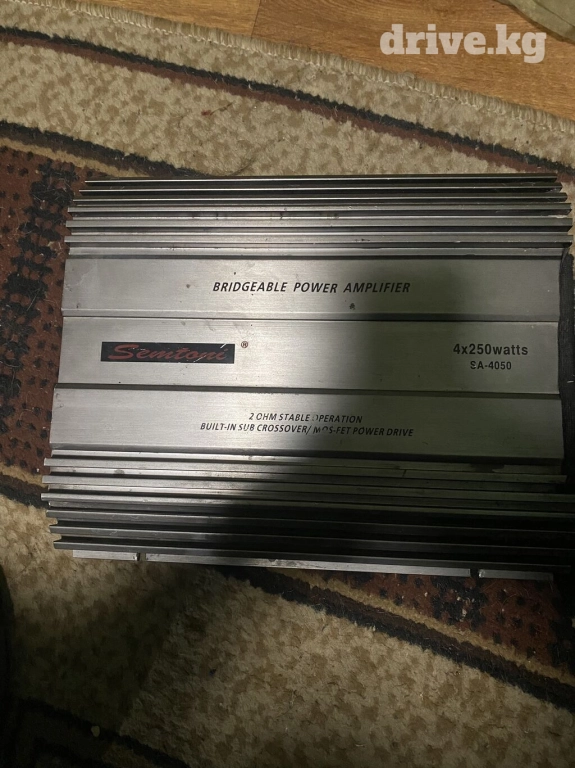 drive.kg
BRIDGEABLE POWER AMPLIFIER
Semtoni ®
4x250watts
SA-4050
2 OHM STABLE OPERATION
BUILT-IN SUB CROSSOVER/ MOS-FET POWER DRIVE